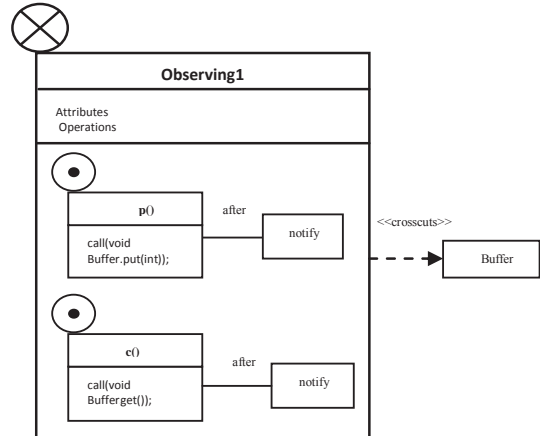 Observing1
Attributes
Operations
p()
after
notify
<<crosscuts>>
call(void
Buffer.put(int));
Buffer
c()
after
notify
call(void
Bufferget());